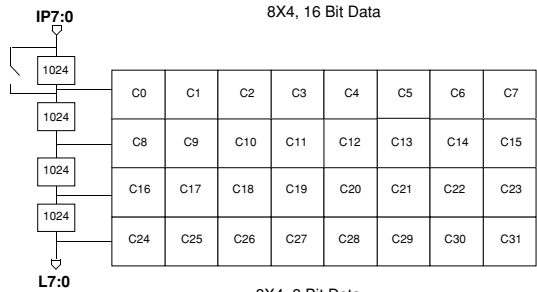 8X4, 16 Bit Data
IP7:0
1024
C0 C1 C2 C3 C4 C5 C6 C7
1024
C8 C9 C10 C11 C12 C13 C14 C15
1024
C16 C17 C18 C19 C20 C21 C22 C23
1024
C24 C25 C26 C27 C28 C29 C30 C31
L7:0